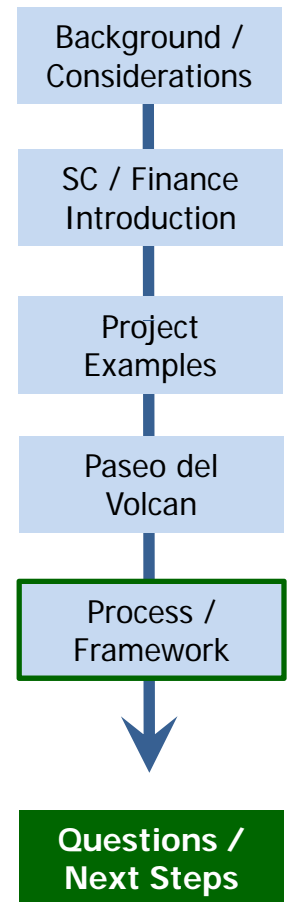 Background /
Considerations
SC / Finance
Introduction
Project
Examples
Paseo del
Volcan
Process /
Framework
Questions /
Next Steps